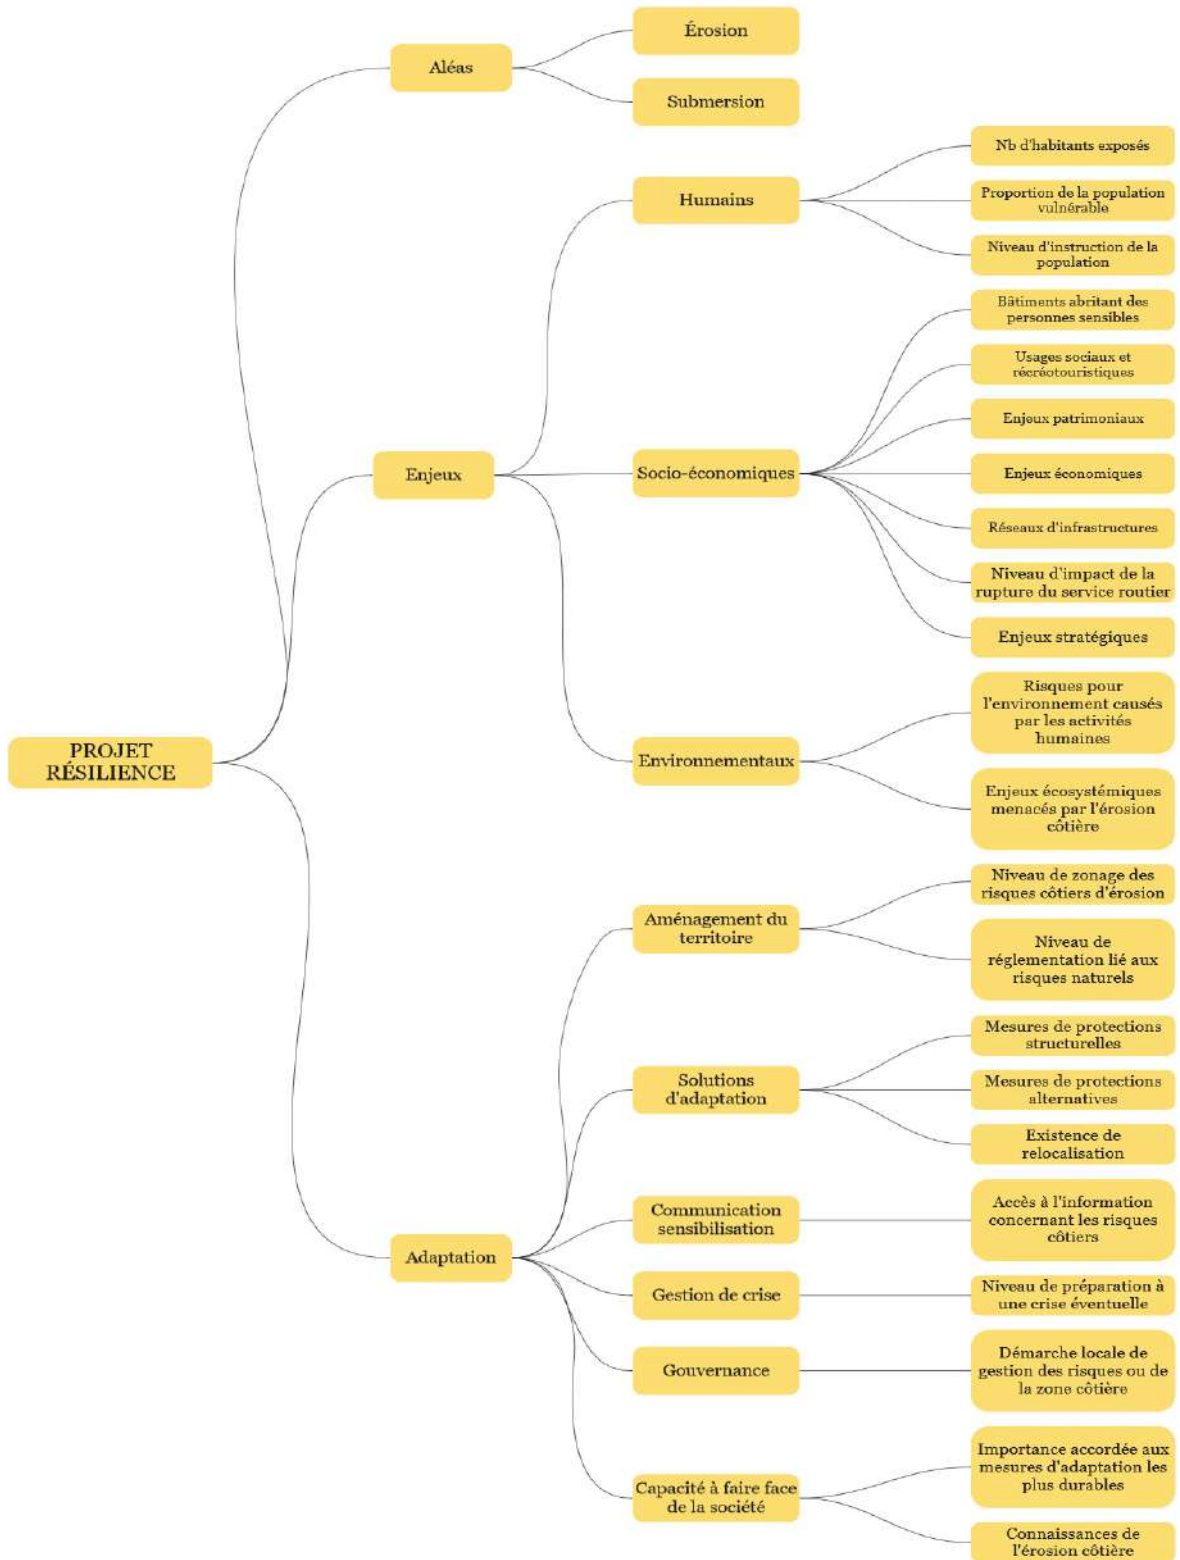 Érosion
Aléas
Submersion
Nb d'habitants exposés
Humains
Proportion de la population
vulnérable
Niveau d'instruction de la
population
Bâtiments abritant des
personnes sensibles
Usages sociaux et
récréotouristiques
Enjeux patrimoniaux
Enjeux
Socio-économiques
Enjeux économiques
Réseaux d'infrastructures
Niveau d'impact de la
rupture du service routier
Enjeux stratégiques
Risques pour
l'environnement causés
par les activités
humaines
PROJET
RÉSILIENCE
Environnementaux
Enjeux écosystémiques
menacés par l'érosion
côtière
Niveau de zonage des
risques côtiers d'érosion
Aménagement du
territoire
Niveau de
réglementation lié aux
risques naturels
Mesures de protections
structurelles
Solutions
d'adaptation
Mesures de protections
alternatives
Existence de
relocalisation
Communication
sensibilisation
Accès à l'information
concernant les risques
côtiers
Adaptation
Gestion de crise
Niveau de préparation à
une crise éventuelle
Gouvernance
Démarche locale de
gestion des risques ou de
la zone côtière
Importance accordée aux
mesures d'adaptation les
plus durables
Capacité à faire face
de la société
Connaissances de
l'érosion côtière